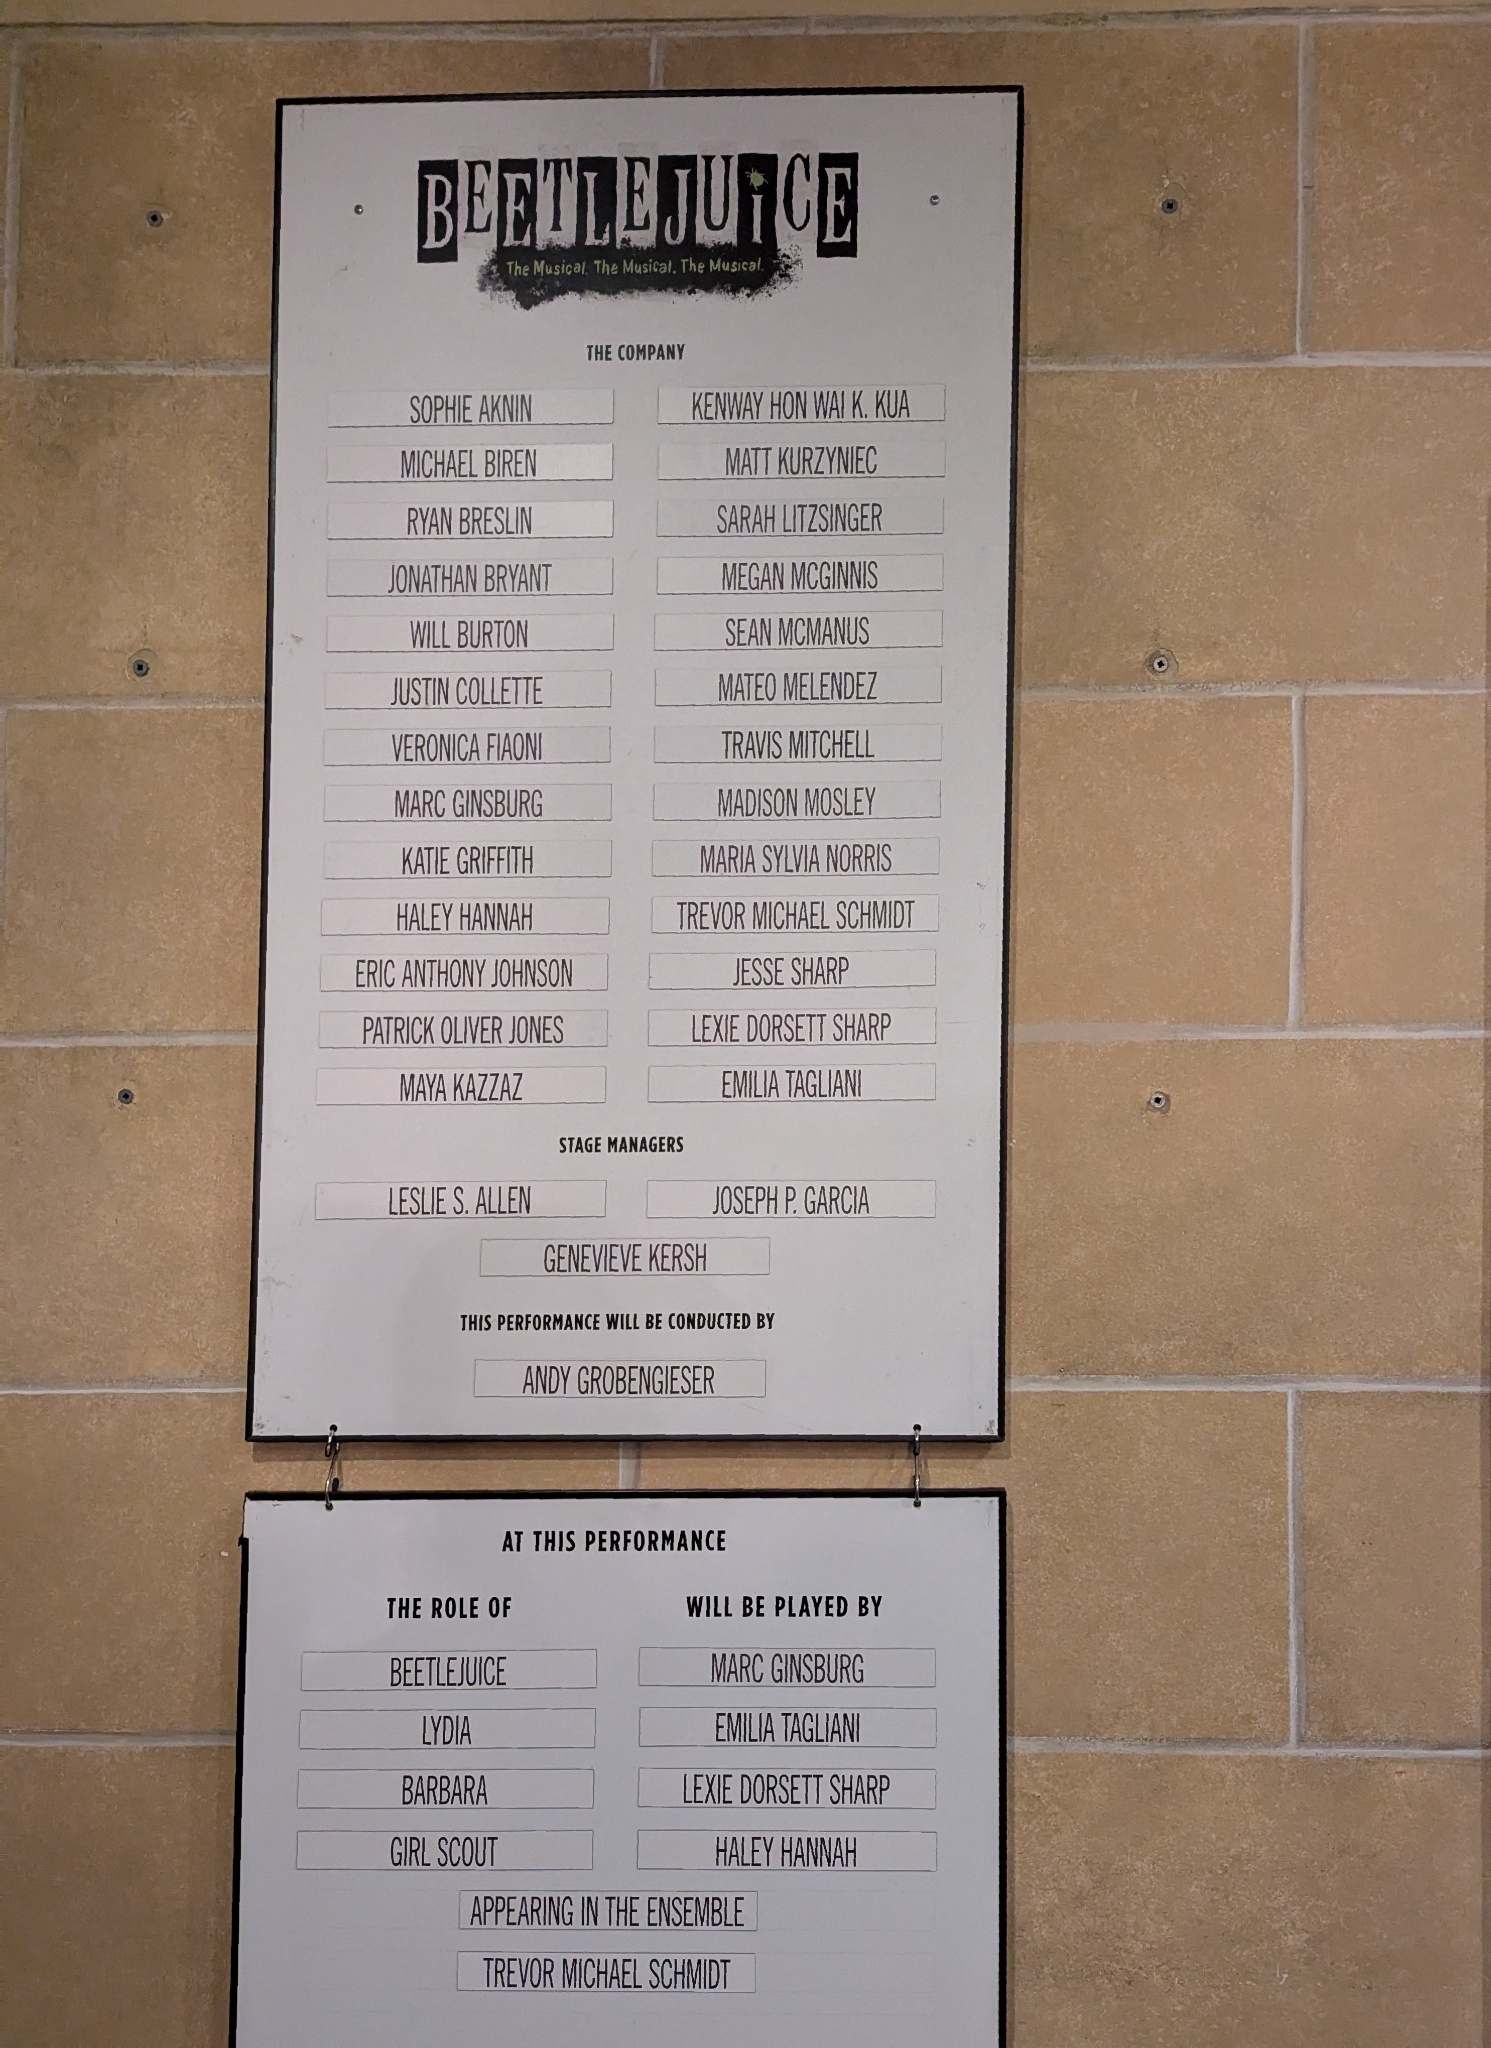 BEETLEJUiCE
The Musical. The Musical. The Musical.
THE COMPANY
SOPHIE AKNIN
KENWAY HON WAI K. KUA
MICHAEL BIREN
MATT KURZYNIEC
RYAN BRESLIN
SARAH LITZSINGER
JONATHAN BRYANT
MEGAN MCGINNIS
WILL BURTON
SEAN MCMANUS
JUSTIN COLLETTE
MATEO MELENDEZ
VERONICA FIAONI
TRAVIS MITCHELL
MARC GINSBURG
MADISON MOSLEY
KATIE GRIFFITH
MARIA SYLVIA NORRIS
HALEY HANNAH
TREVOR MICHAEL SCHMIDT
ERIC ANTHONY JOHNSON
JESSE SHARP
PATRICK OLIVER JONES
LEXIE DORSETT SHARP
MAYA KAZZAZ
EMILIA TAGLIANI
STAGE MANAGERS
LESLIE S. ALLEN
JOSEPH P. GARCIA
GENEVIEVE KERSH
THIS PERFORMANCE WILL BE CONDUCTED BY
ANDY GROBENGIESER
AT THIS PERFORMANCE
THE ROLE OF
WILL BE PLAYED BY
BEETLEJUICE
MARC GINSBURG
LYDIA
EMILIA TAGLIANI
BARBARA
LEXIE DORSETT SHARP
GIRL SCOUT
HALEY HANNAH
APPEARING IN THE ENSEMBLE
TREVOR MICHAEL SCHMIDT